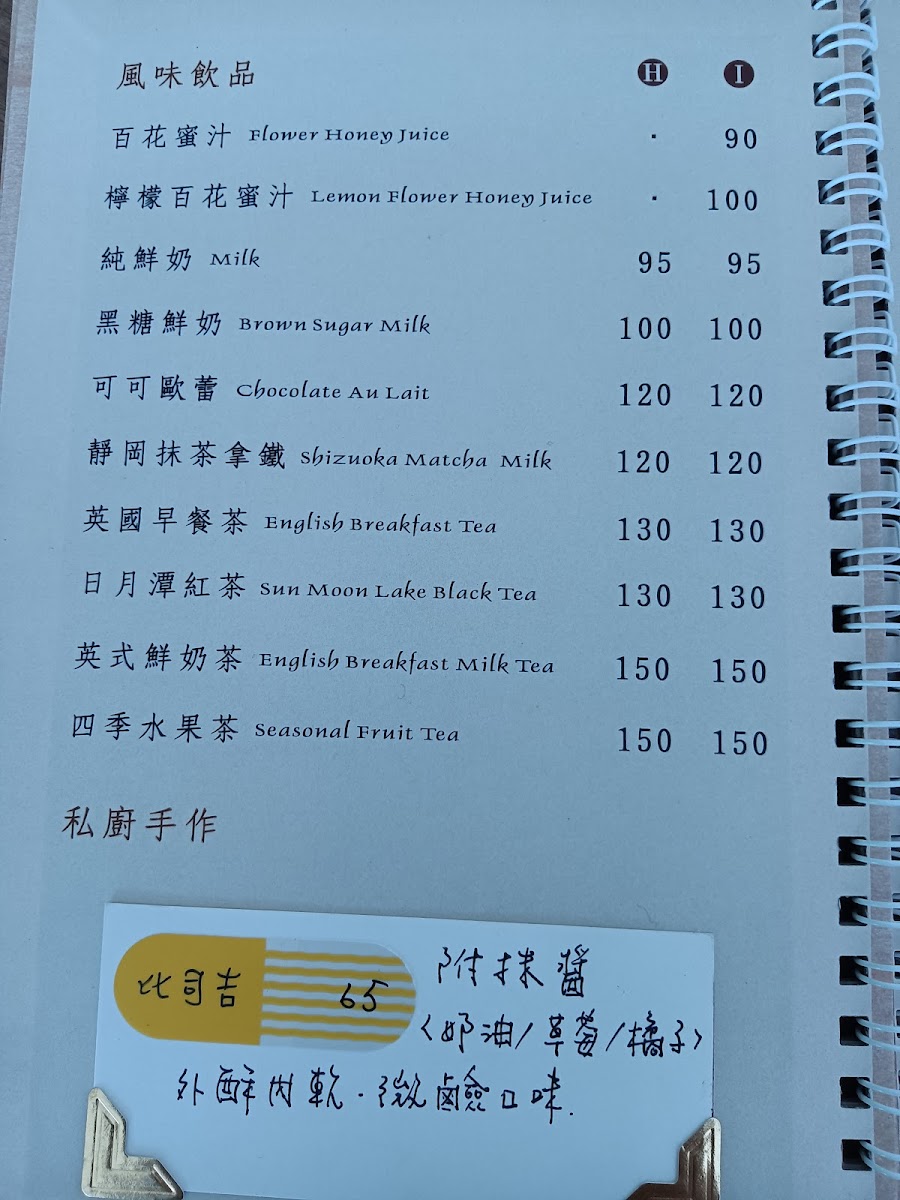 風味飲品 H I
百花蜜汁 Flower Honey Juice · 90
檸檬百花蜜汁 Lemon Flower Honey Juice · 100
純鮮奶 Milk 95 95
黑糖鮮奶 Brown Sugar Milk 100 100
可可歐蕾 Chocolate Au Lait 120 120
靜岡抹茶拿鐵 Shizuoka Matcha Milk 120 120
英國早餐茶 English Breakfast Tea 130 130
日月潭紅茶 Sun Moon Lake Black Tea 130 130
英式鮮奶茶 English Breakfast Milk Tea 150 150
四季水果茶 Seasonal Fruit Tea 150 150
私廚手作
比司吉 65 附抹醬
〈奶油/草莓/橘子〉
外酥內軟·微鹹口味.